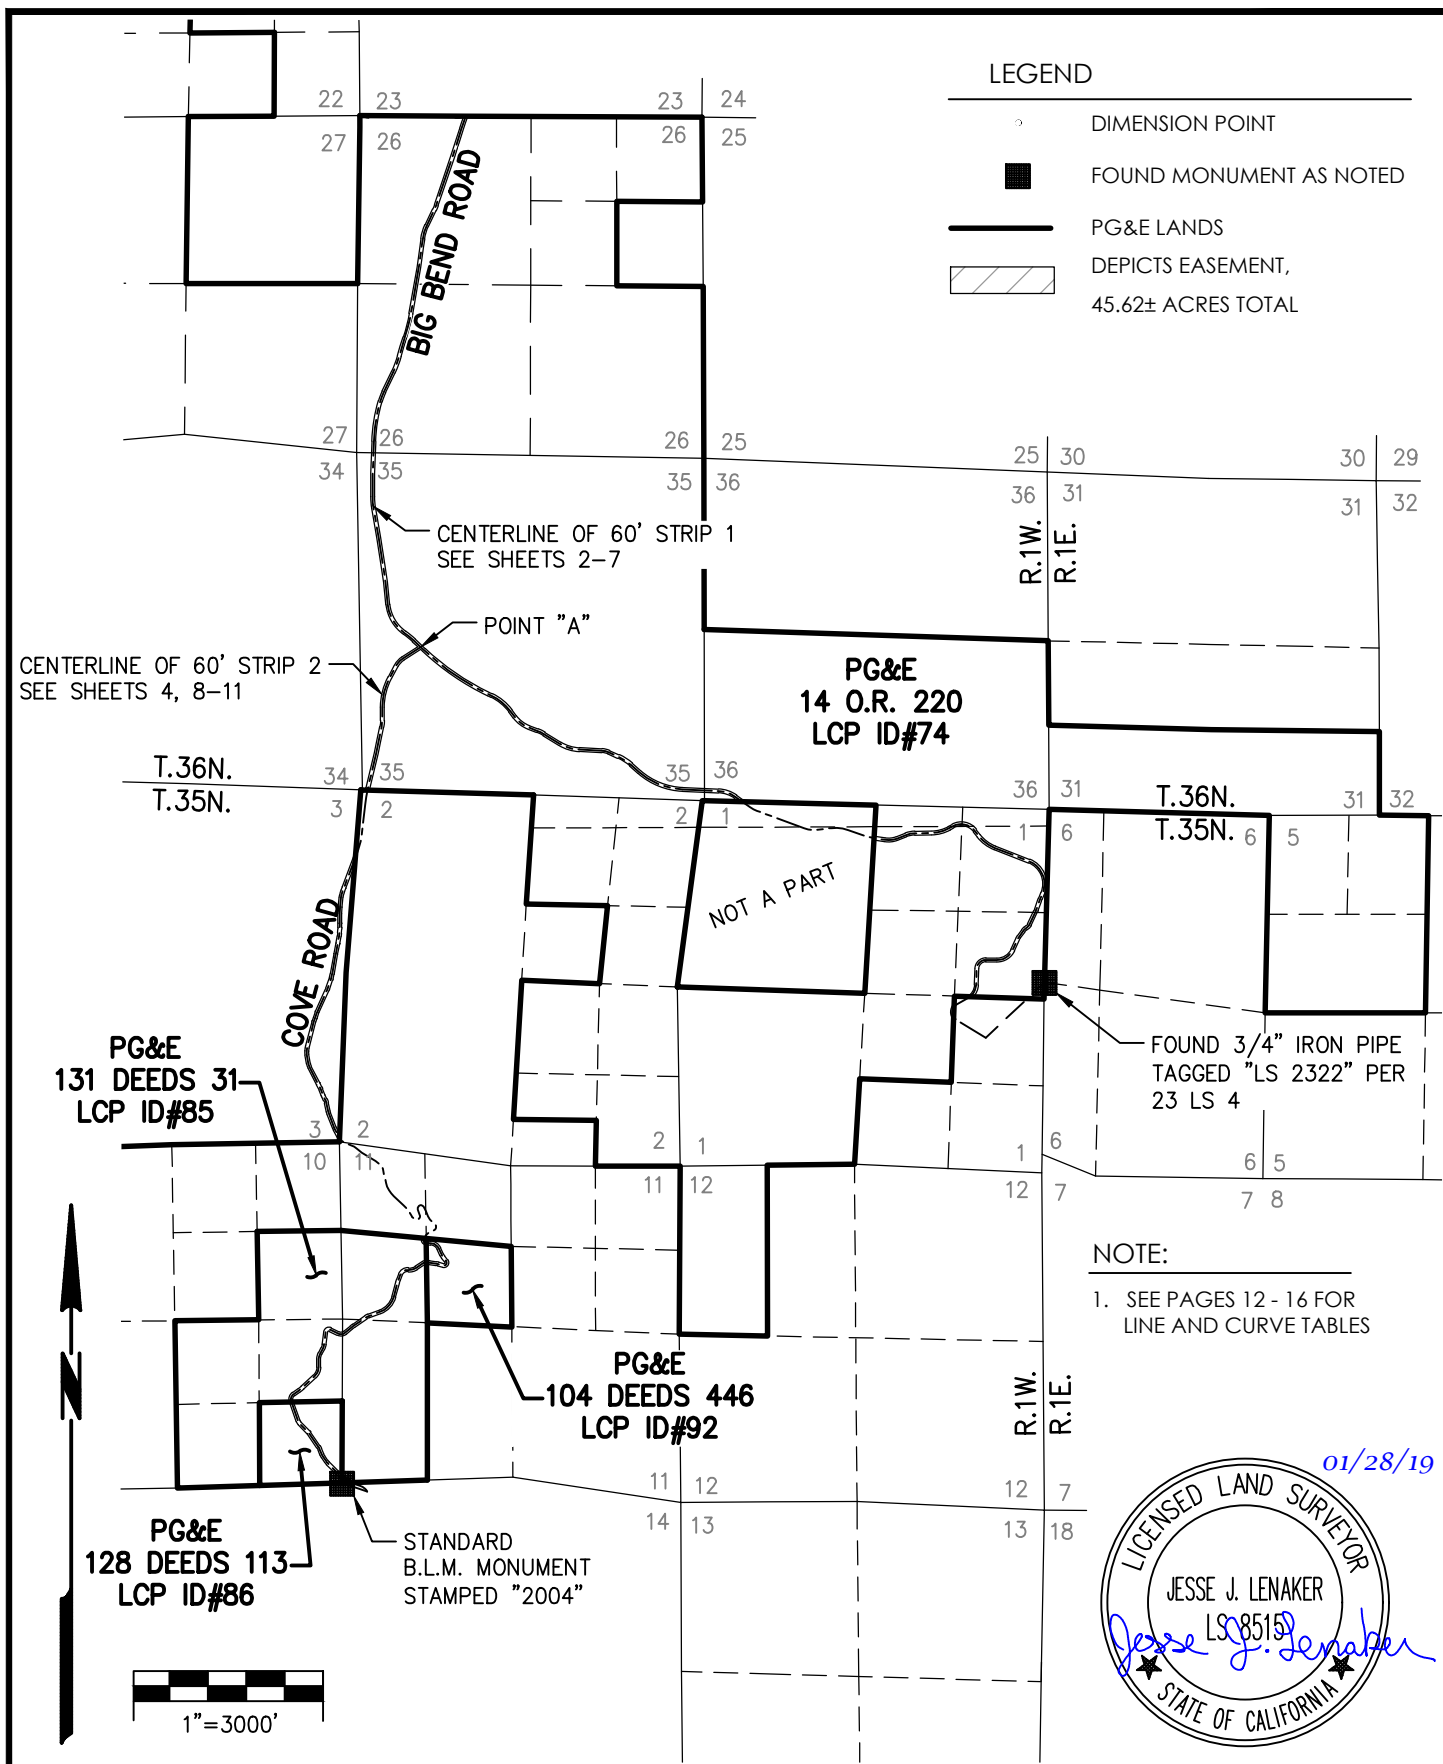 LEGEND
DIMENSION POINT
FOUND MONUMENT AS NOTED
PG&E LANDS
DEPICTS EASEMENT,
45.62± ACRES TOTAL
22 23 23 24
27 26 26 25
BIG BEND ROAD
27 26 26 25 25 30 30 29
34 35 35 36 36 31 31 32
R.1W.
R.1E.
CENTERLINE OF 60' STRIP 1
SEE SHEETS 2-7
POINT "A"
CENTERLINE OF 60' STRIP 2
SEE SHEETS 4, 8-11
PG&E
14 O.R. 220
LCP ID#74
T.36N. 34 35 35 36 36 31 T.36N. 31 32
T.35N. 3 2 2 1 1 6 T.35N. 6 5
NOT A PART
COVE ROAD
FOUND 3/4" IRON PIPE
TAGGED "LS 2322" PER
23 LS 4
PG&E
131 DEEDS 31
LCP ID#85
3 2 2 1 1 6 6 5
10 11 11 12 12 7 7 8
NOTE:
1. SEE PAGES 12 - 16 FOR
LINE AND CURVE TABLES
N
PG&E
104 DEEDS 446
LCP ID#92
R.1W.
R.1E.
11 12 12 7
14 13 13 18
PG&E
128 DEEDS 113
LCP ID#86
STANDARD
B.L.M. MONUMENT
STAMPED "2004"
1"=3000'
01/28/19
LICENSED LAND SURVEYOR
JESSE J. LENAKER
LS 8515
Jesse J. Lenaker
STATE OF CALIFORNIA